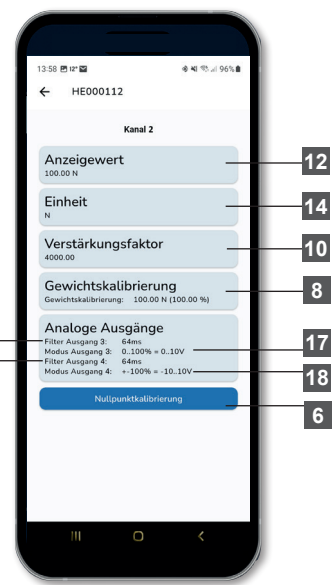 13:58 12° 96%
HE000112
Kanal 2
Anzeigewert
100.00 N
12
Einheit
N
14
Verstärkungsfaktor
4000.00
10
Gewichtskalibrierung
Gewichtskalibrierung: 100.00 N (100.00 %)
8
Analoge Ausgänge
Filter Ausgang 3: 64ms
Modus Ausgang 3: 0..100% = 0..10V
17
Filter Ausgang 4: 64ms
Modus Ausgang 4: +-100% = -10..10V
18
Nullpunktkalibrierung
6